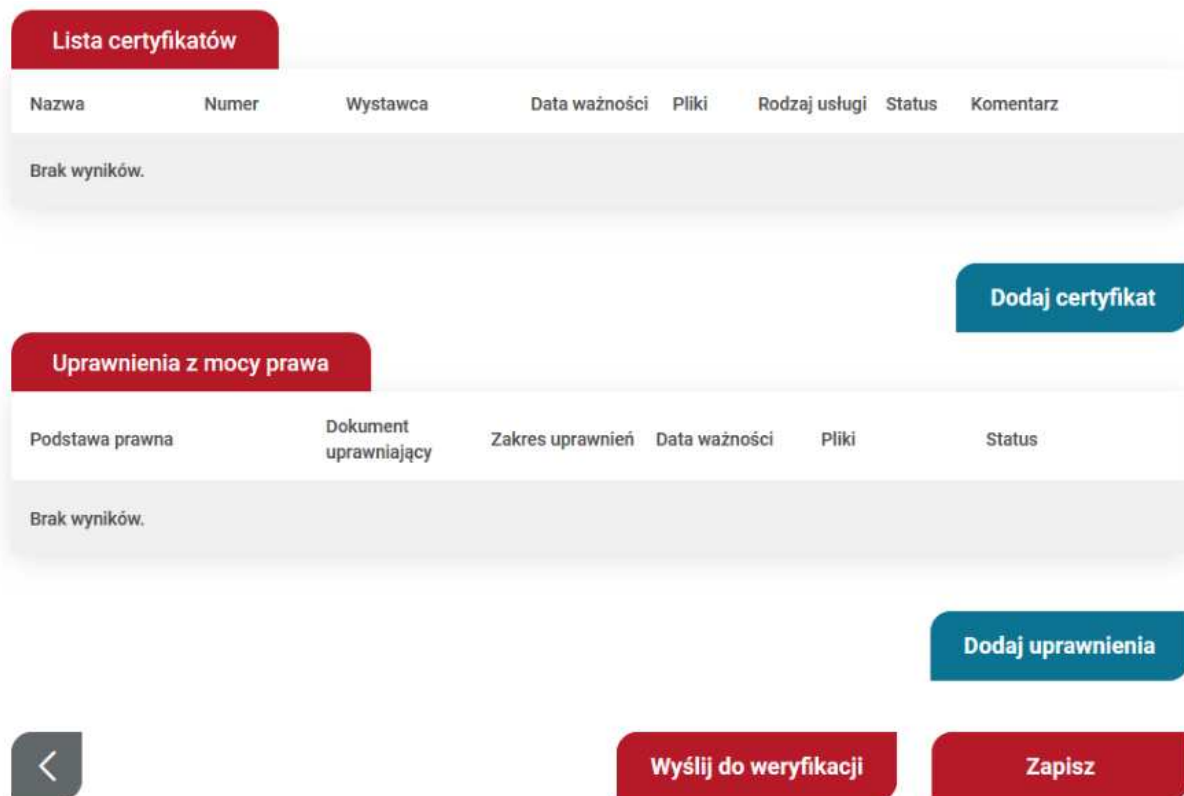 Lista certyfikatów
Nazwa Numer Wystawca Data ważności Pliki Rodzaj usługi Status Komentarz
Brak wyników.
Dodaj certyfikat
Uprawnienia z mocy prawa
Podstawa prawna Dokument uprawniający Zakres uprawnień Data ważności Pliki Status
Brak wyników.
Dodaj uprawnienia
Wyślij do weryfikacji Zapisz